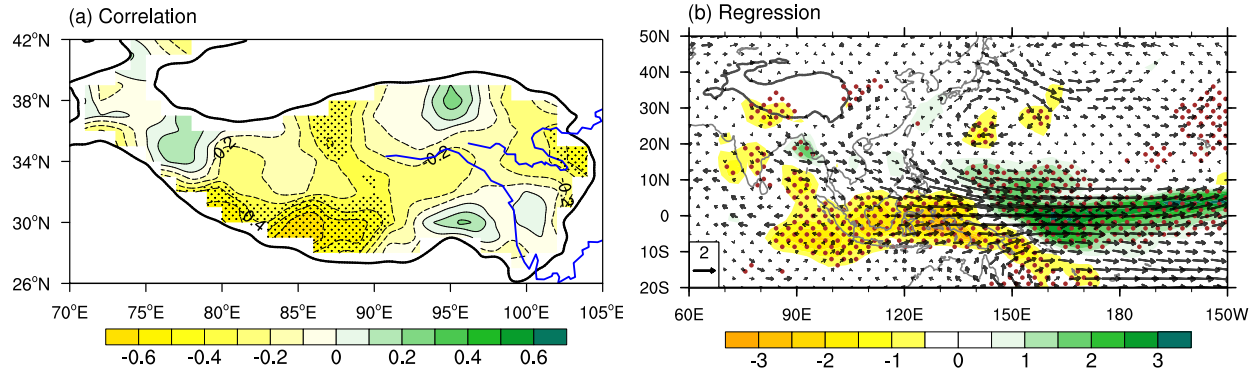 (a) Correlation
42°N
38°N
34°N
30°N
26°N
70°E 75°E 80°E 85°E 90°E 95°E 100°E 105°E
-0.2
-0.2
-0.4
-0.2
-0.6 -0.4 -0.2 0 0.2 0.4 0.6
(b) Regression
50N
40N
30N
20N
10N
0
10S
20S
2
60E 90E 120E 150E 180 150W
-3 -2 -1 0 1 2 3